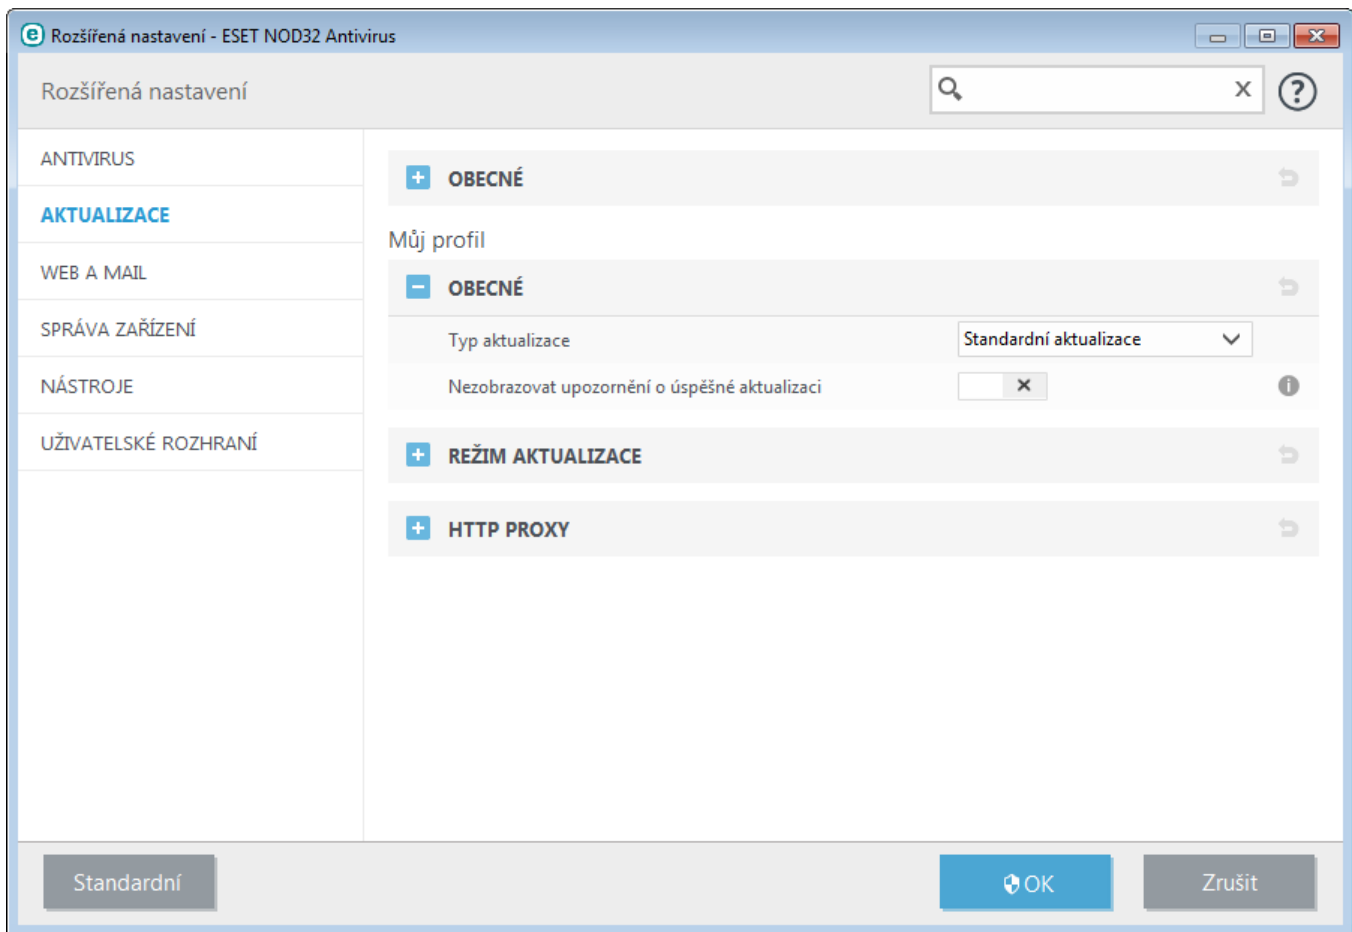 Rozšířená nastavení - ESET NOD32 Antivirus
Rozšířená nastavení
ANTIVIRUS
AKTUALIZACE
WEB A MAIL
SPRÁVA ZAŘÍZENÍ
NÁSTROJE
UŽIVATELSKÉ ROZHRANÍ
OBECNÉ
Můj profil
OBECNÉ
Typ aktualizace Standardní aktualizace
Nezobrazovat upozornění o úspěšné aktualizaci
REŽIM AKTUALIZACE
HTTP PROXY
Standardní OK Zrušit